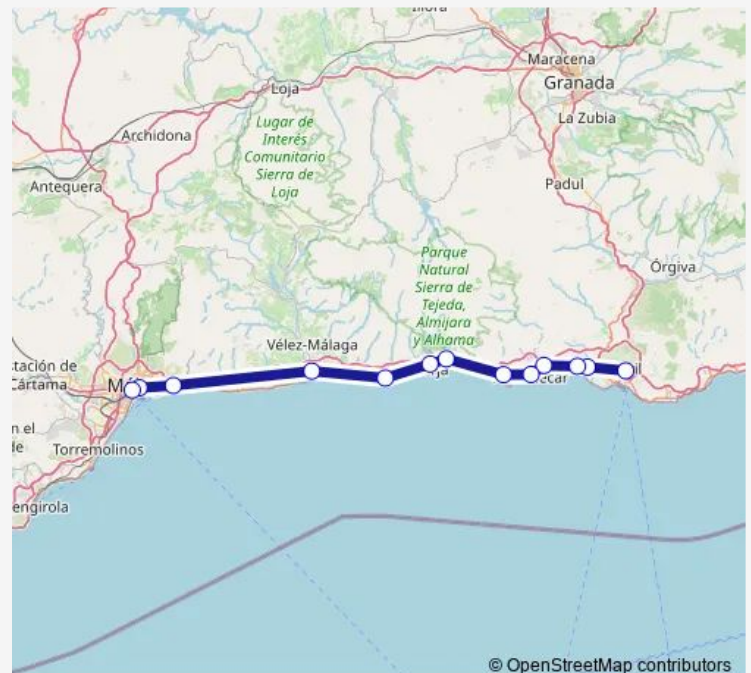 Maracena
Granada
Loja
La Zubia
Archidona
Lugar de
Interés
Comunitario
Sierra de
Loja
Antequera
Padul
Parque
Natural
Sierra de
Tejeda,
Almijara
y Alhama
Órgiva
Vélez-Málaga
stación de
Cártama
Torremolinos
engirola
© OpenStreetMap contributors